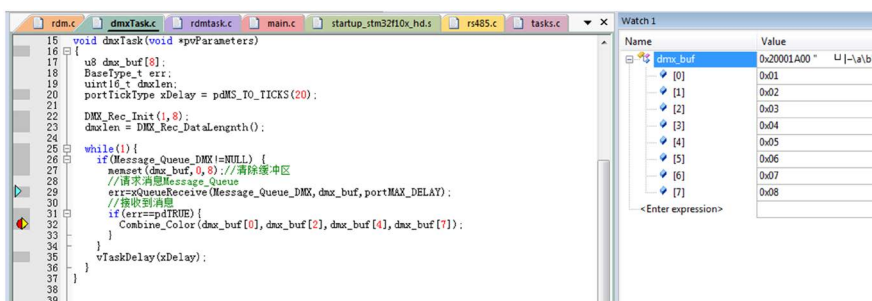 rdm.c dmxTask.c rdmtask.c main.c startup_stm32f10x_hd.s rs485.c tasks.c
15 void dmxTask(void *pvParameters)
16 {
17 u8 dmx_buf[8];
18 BaseType_t err;
19 uint16_t dmxlen;
20 portTickType xDelay = pdMS_TO_TICKS(20);
21
22 DMX_Rec_Init(1,8);
23 dmxlen = DMX_Rec_DataLengnth();
24
25 while(1){
26 if(Message_Queue_DMX!=NULL) {
27 memset(dmx_buf,0,8);//清除缓冲区
28 //请求消息Message_Queue
29 err=xQueueReceive(Message_Queue_DMX,dmx_buf,portMAX_DELAY);
30 //接收到消息
31 if(err==pdTRUE){
32 Combine_Color(dmx_buf[0],dmx_buf[2],dmx_buf[4],dmx_buf[7]);
33 }
34 }
35 vTaskDelay(xDelay);
36 }
37 }
38
39
Watch 1
Name Value
dmx_buf 0x20001A00 "
[0] 0x01
[1] 0x02
[2] 0x03
[3] 0x04
[4] 0x05
[5] 0x06
[6] 0x07
[7] 0x08
<Enter expression>